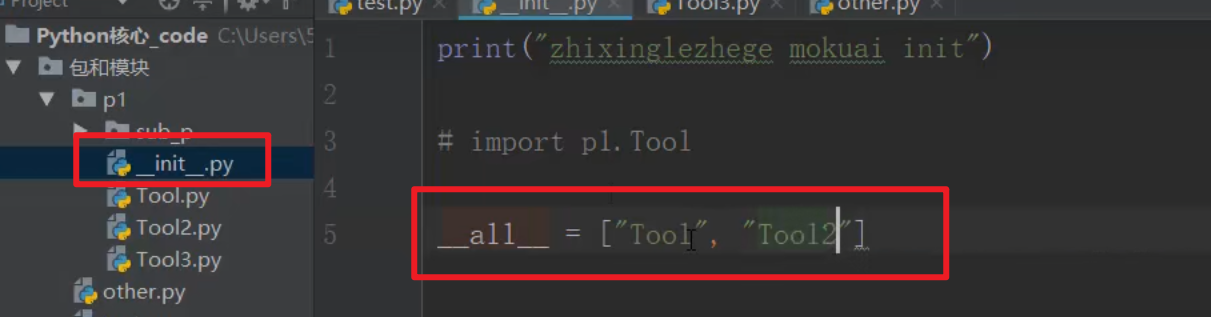 Project
test.py __init__.py Tool3.py other.py
Python核心_code C:\Users\5
包和模块
p1
sub_p
__init__.py
Tool.py
Tool2.py
Tool3.py
other.py
1 print("zhixinglezhege mokuai init")
2
3 # import p1.Tool
4
5 __all__ = ["Tool", "Tool2"]